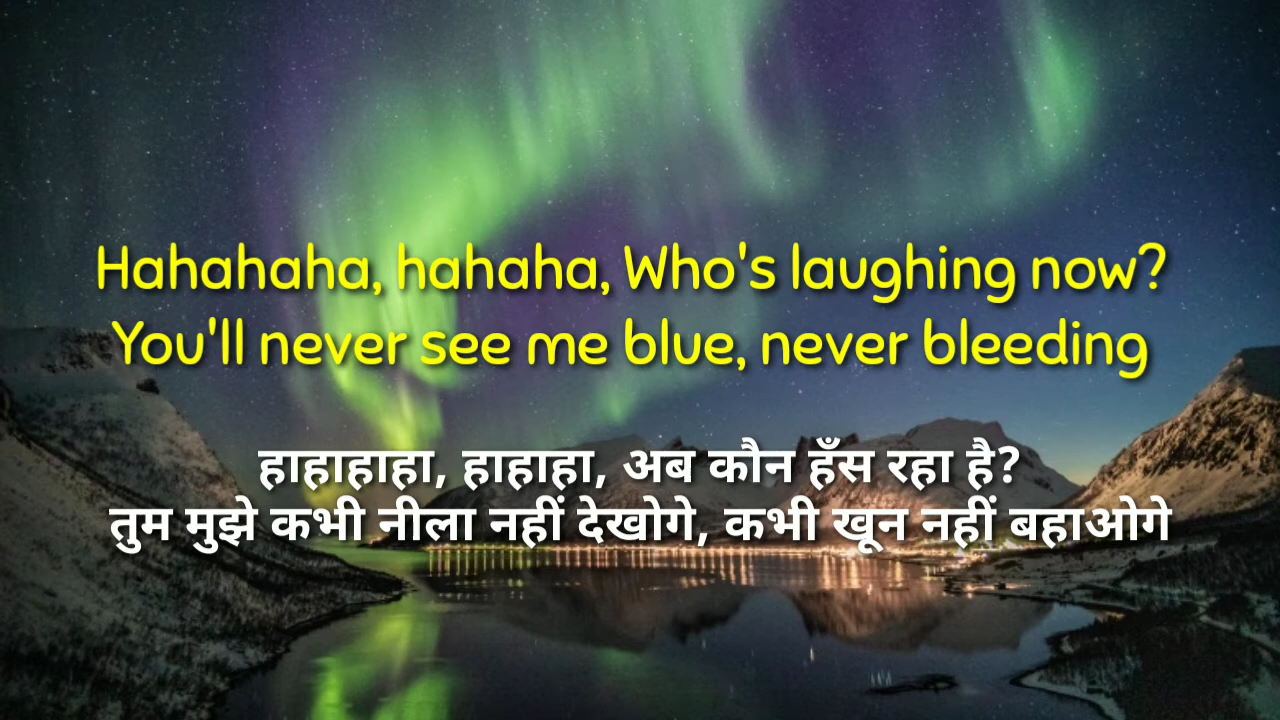 Hahahaha, hahaha, Who's laughing now?
You'll never see me blue, never bleeding
हाहाहाहा, हाहाहा, अब कौन हँस रहा है?
तुम मुझे कभी नीला नहीं देखोगे, कभी खून नहीं बहाओगे